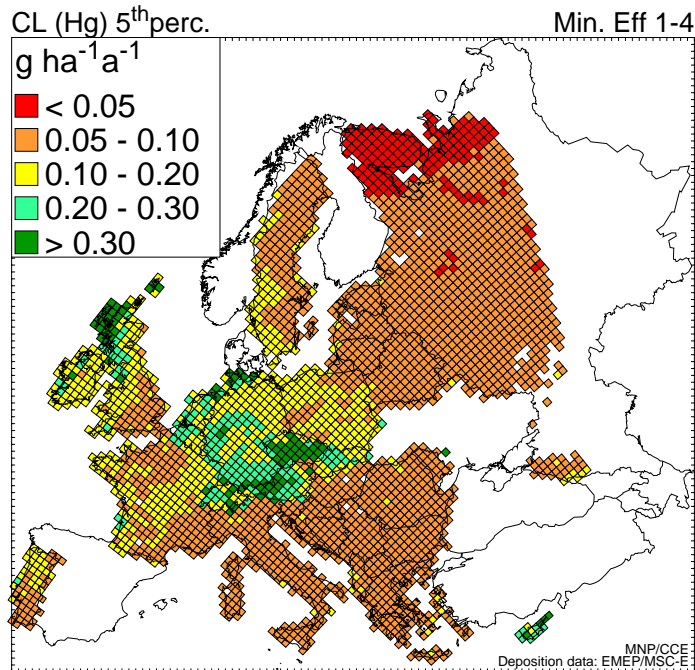 CL (Hg) 5thperc. Min. Eff 1-4
g ha-1a-1
< 0.05
0.05 - 0.10
0.10 - 0.20
0.20 - 0.30
> 0.30
MNP/CCE
Deposition data: EMEP/MSC-E